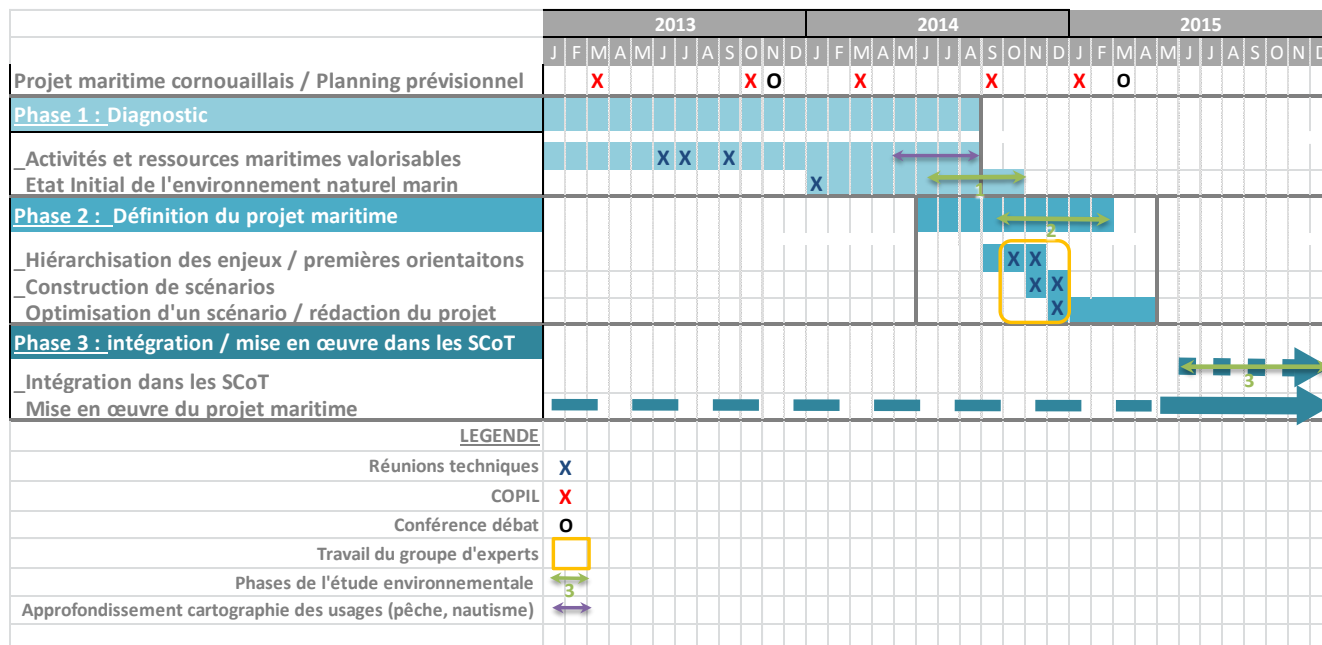 2013 2014 2015
J F M A M J J A S O N D J F M A M J J A S O N D J F M A M J J A S O N D
Projet maritime cornouaillais / Planning prévisionnel X X O X X X O
Phase 1 : Diagnostic
_Activités et ressources maritimes valorisables X X X
_Etat Initial de l'environnement naturel marin X 1
Phase 2 : Définition du projet maritime 2
_Hiérarchisation des enjeux / premières orientaitons X X
_Construction de scénarios X X
_Optimisation d'un scénario / rédaction du projet X
Phase 3 : intégration / mise en œuvre dans les SCoT
_Intégration dans les SCoT 3
_Mise en œuvre du projet maritime
LEGENDE
Réunions techniques X
COPIL X
Conférence débat O
Travail du groupe d'experts
Phases de l'étude environnementale 3
Approfondissement cartographie des usages (pêche, nautisme)